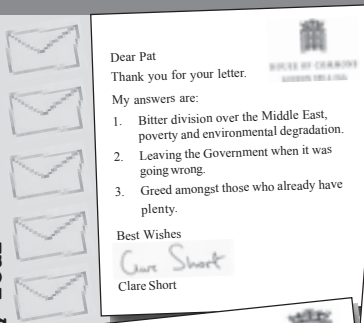 Dear Pat
HOUSE OF COMMONS
Thank you for your letter.
My answers are:
1. Bitter division over the Middle East,
poverty and environmental degradation.
2. Leaving the Government when it was
going wrong.
3. Greed amongst those who already have
plenty.
Best Wishes
Clare Short
Clare Short